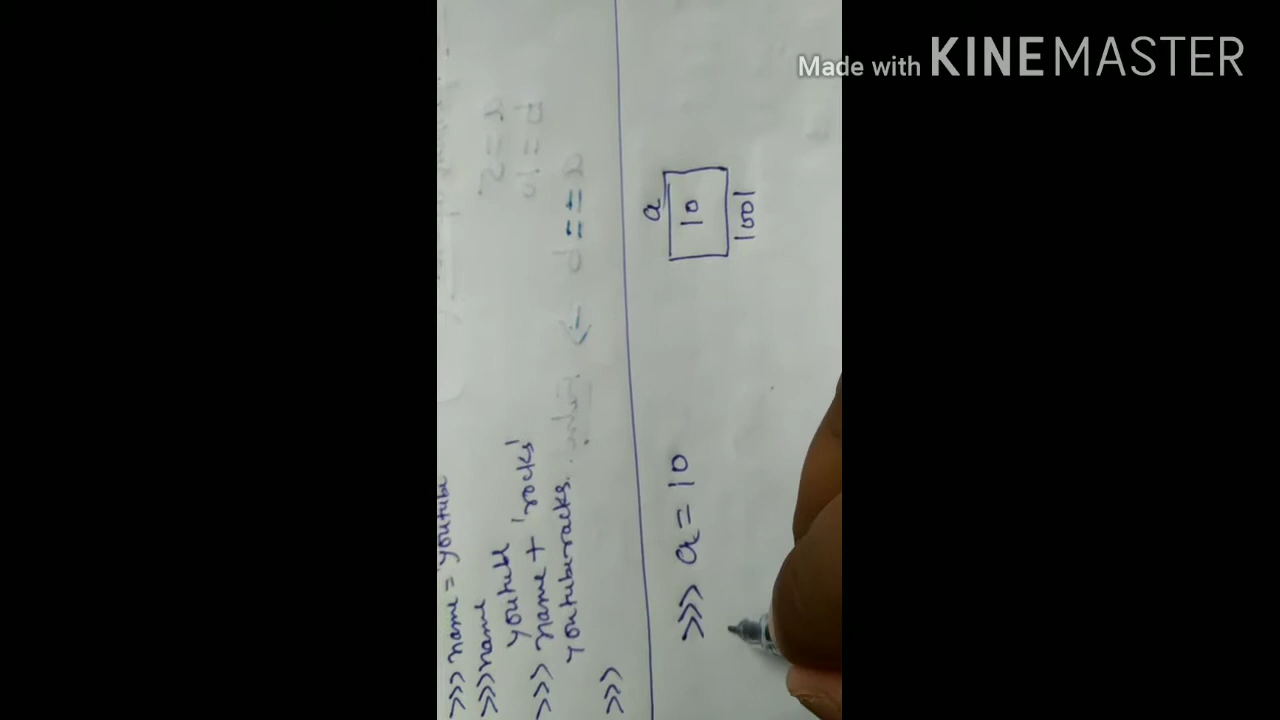 Made with KINEMASTER
>>> name = 'youtube
>>> name
youtube
>>> name + 'rocks'
youtuberocks.
>>>
>>> a = 10
a
10
1001